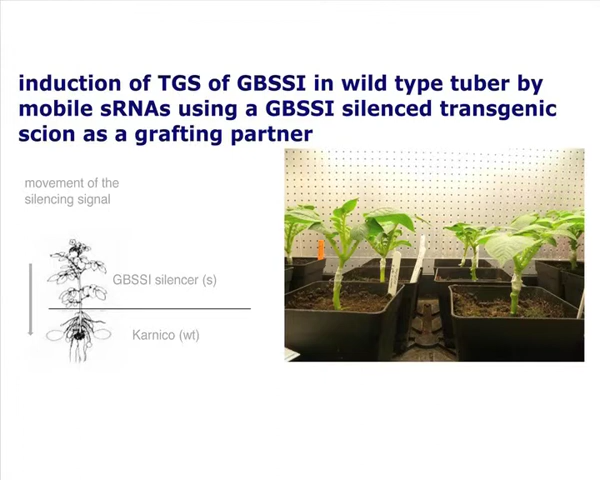 induction of TGS of GBSSI in wild type tuber by
mobile sRNAs using a GBSSI silenced transgenic
scion as a grafting partner
movement of the
silencing signal
GBSSI silencer (s)
Karnico (wt)